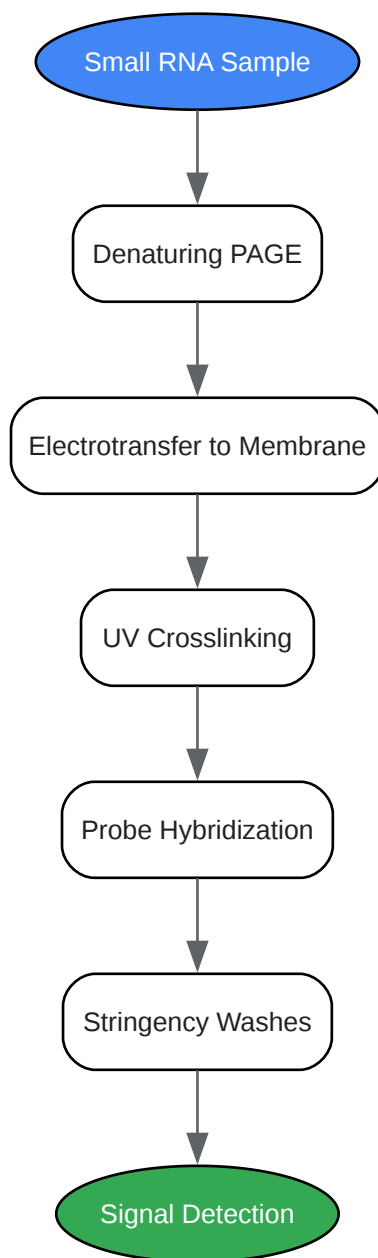 Small RNA Sample
Denaturing PAGE
Electrotransfer to Membrane
UV Crosslinking
Probe Hybridization
Stringency Washes
Signal Detection